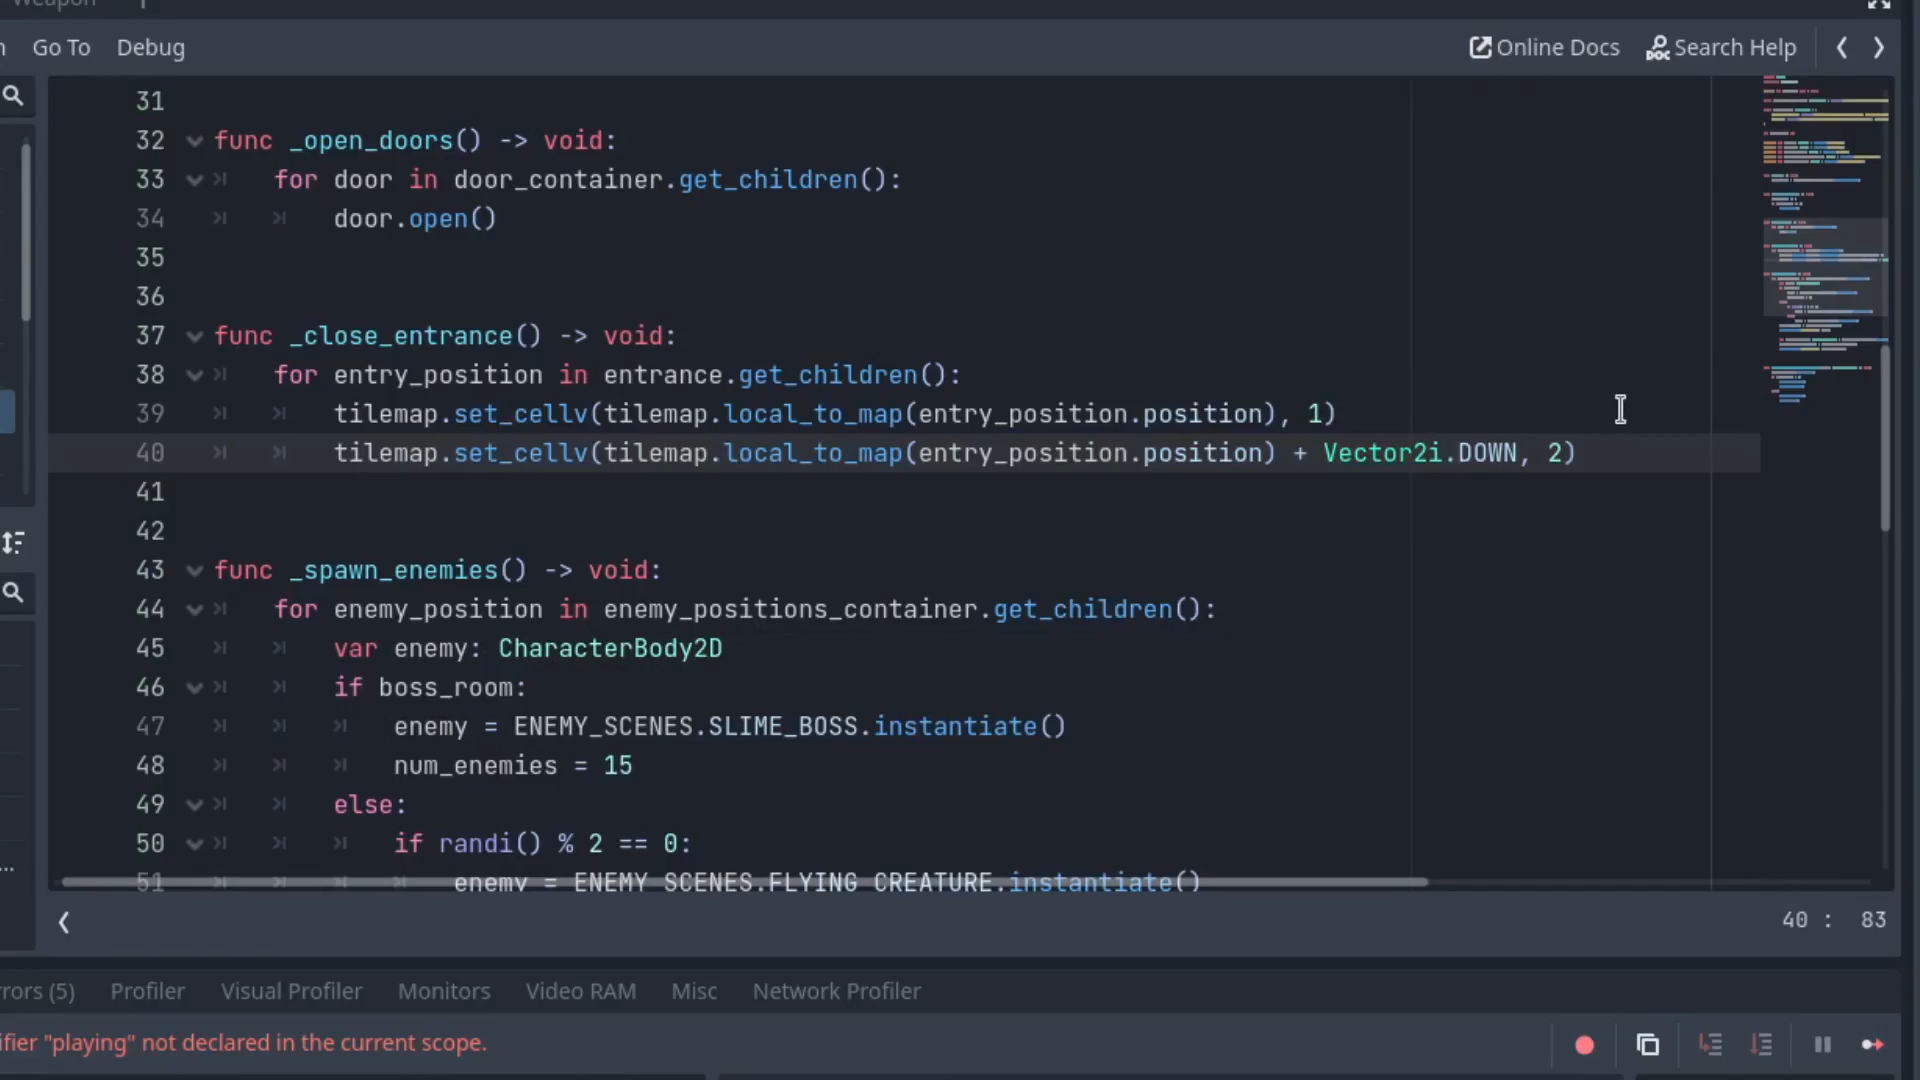 Weapon
Go To Debug Online Docs Search Help
31
32 func _open_doors() -> void:
33 for door in door_container.get_children():
34 door.open()
35
36
37 func _close_entrance() -> void:
38 for entry_position in entrance.get_children():
39 tilemap.set_cellv(tilemap.local_to_map(entry_position.position), 1)
40 tilemap.set_cellv(tilemap.local_to_map(entry_position.position) + Vector2i.DOWN, 2)
41
42
43 func _spawn_enemies() -> void:
44 for enemy_position in enemy_positions_container.get_children():
45 var enemy: CharacterBody2D
46 if boss_room:
47 enemy = ENEMY_SCENES.SLIME_BOSS.instantiate()
48 num_enemies = 15
49 else:
50 if randi() % 2 == 0:
51 enemy = ENEMY_SCENES.FLYING_CREATURE.instantiate()
40 : 83
rrors (5) Profiler Visual Profiler Monitors Video RAM Misc Network Profiler
ifier "playing" not declared in the current scope.